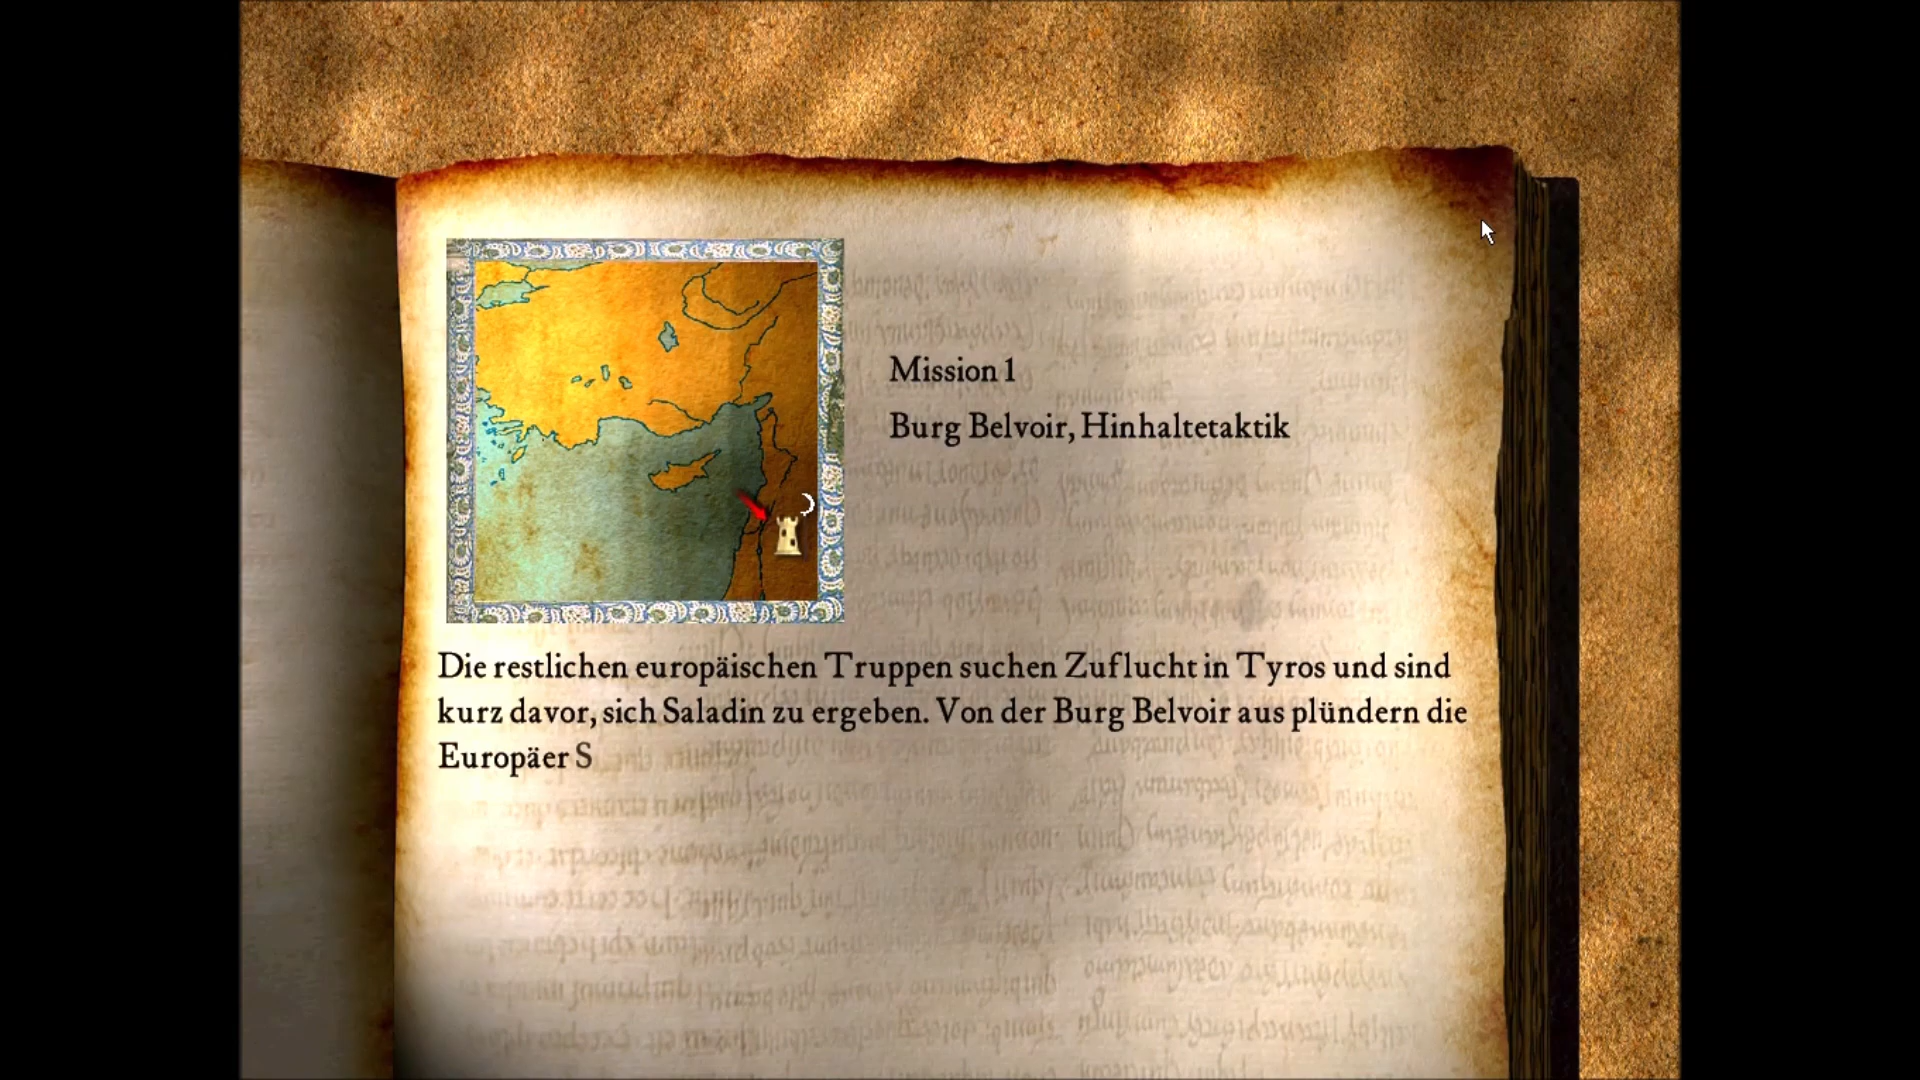 Mission 1
Burg Belvoir, Hinhaltetaktik
Die restlichen europäischen Truppen suchen Zuflucht in Tyros und sind
kurz davor, sich Saladin zu ergeben. Von der Burg Belvoir aus plündern die
Europäer S